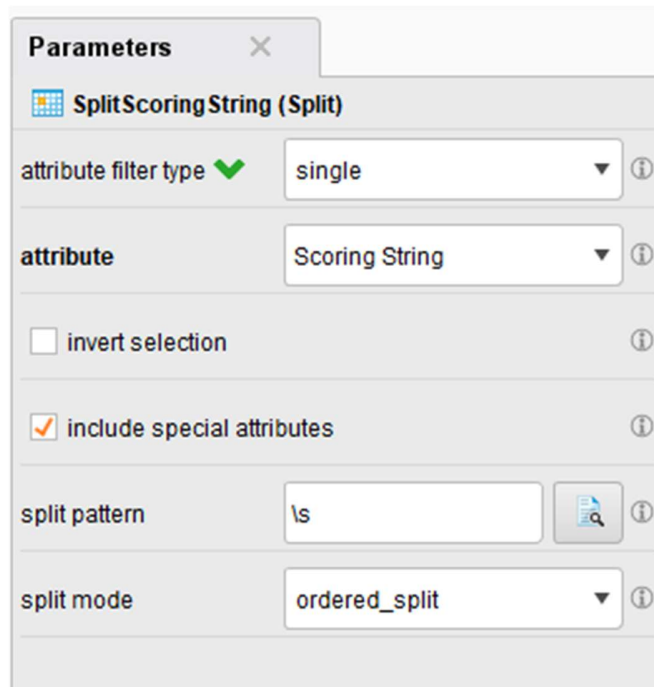 Parameters
SplitScoringString (Split)
attribute filter type single
attribute Scoring String
invert selection
include special attributes
split pattern \s
split mode ordered_split